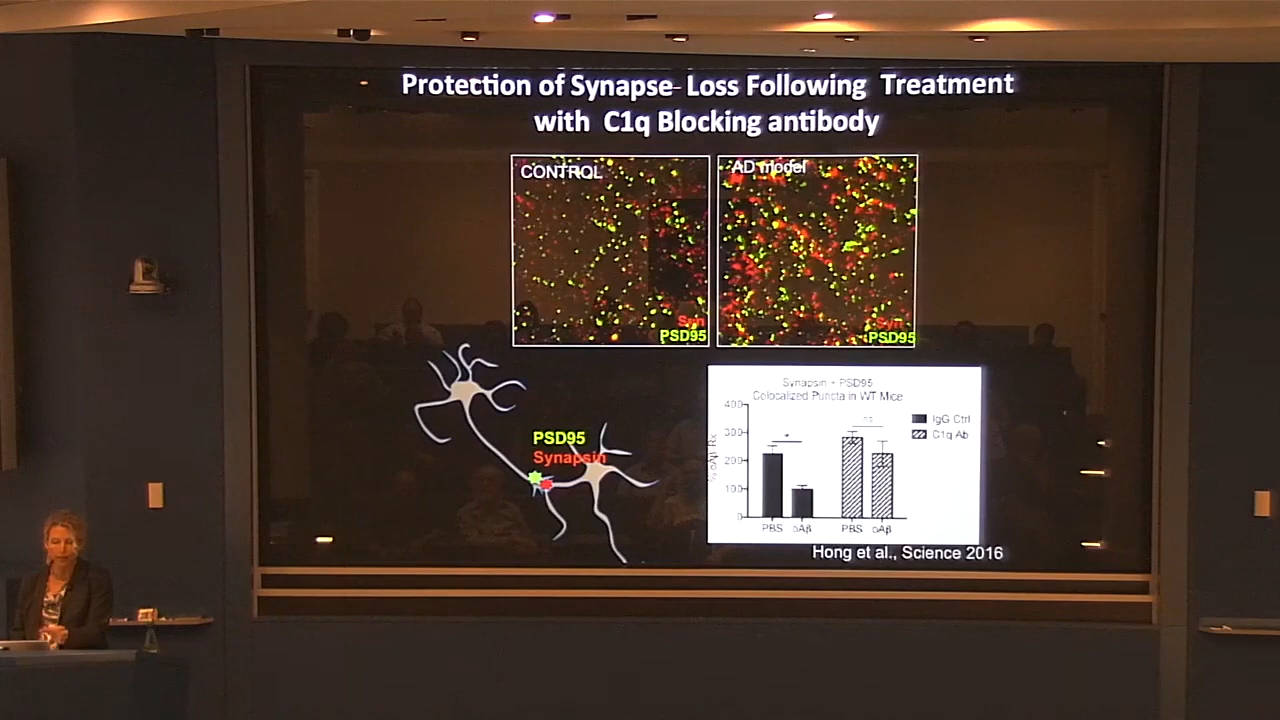 Protection of Synapse- Loss Following Treatment
with C1q Blocking antibody
CONTROL
Syn
PSD95
AD model
Syn
PSD95
PSD95
Synapsin
Synapsin + PSD95
Colocalized Puncta in WT Mice
400
300
200
100
0
PBS
oAβ
PBS
oAβ
*
ns
IgG Ctrl
C1q Ab
Hong et al., Science 2016